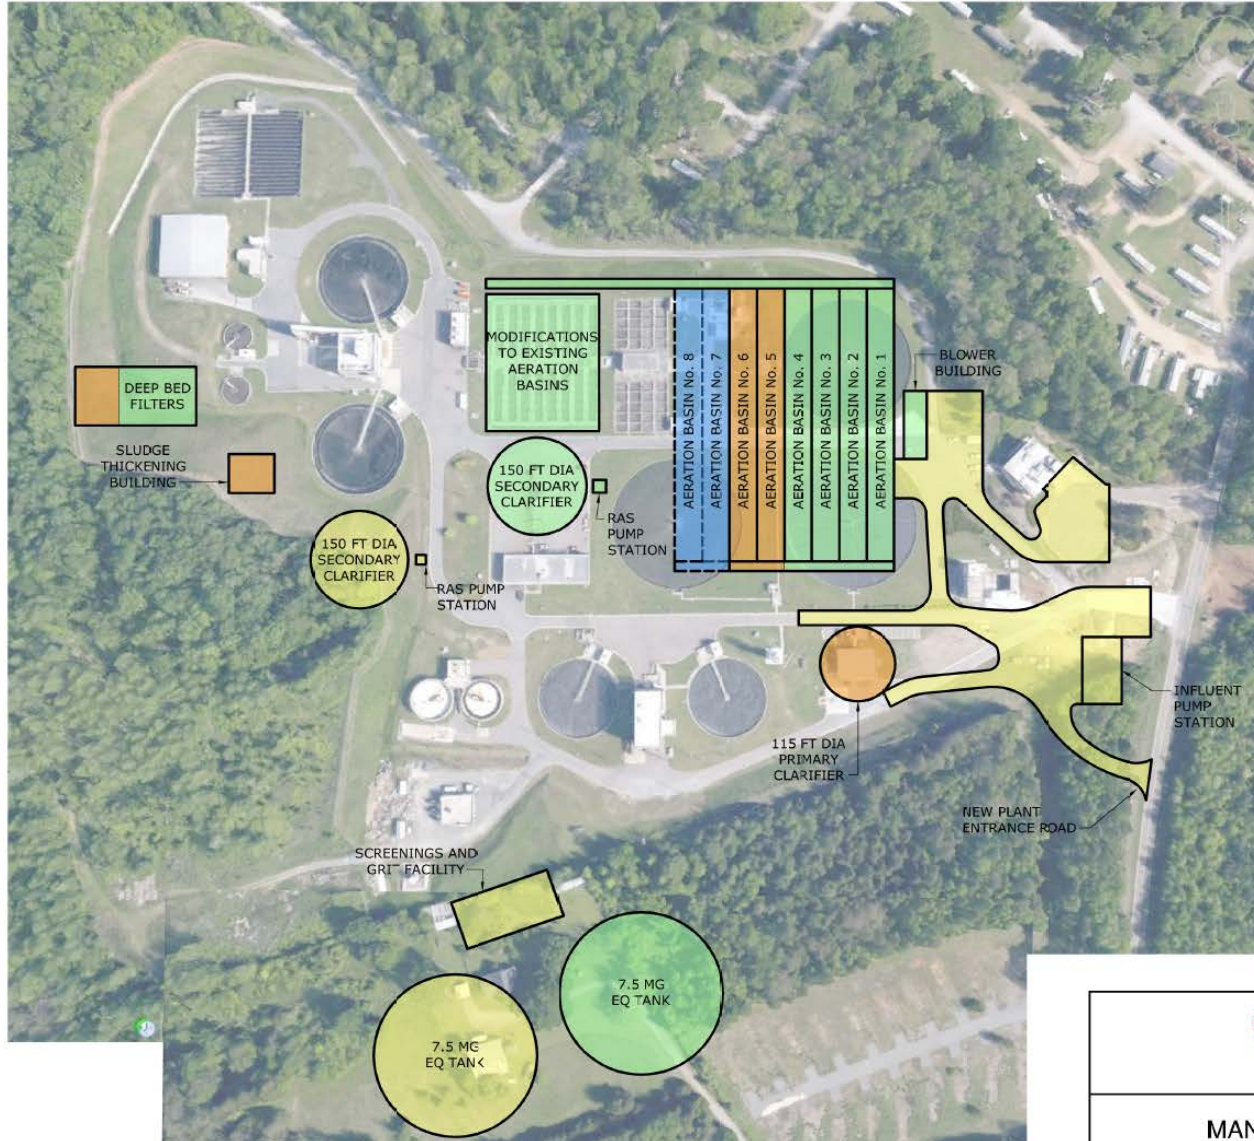 MODIFICATIONS
TO EXISTING
AERATION
BASINS
AERATION BASIN No. 8
AERATION BASIN No. 7
AERATION BASIN No. 6
AERATION BASIN No. 5
AERATION BASIN No. 4
AERATION BASIN No. 3
AERATION BASIN No. 2
AERATION BASIN No. 1
BLOWER
BUILDING
DEEP BED
FILTERS
SLUDGE
THICKENING
BUILDING
150 FT DIA
SECONDARY
CLARIFIER
RAS
PUMP
STATION
150 FT DIA
SECONDARY
CLARIFIER
RAS PUMP
STATION
INFLUENT
PUMP
STATION
115 FT DIA
PRIMARY
CLARIFIER
NEW PLANT
ENTRANCE ROAD
SCREENINGS AND
GRIT FACILITY
7.5 MG
EQ TANK
7.5 MG
EQ TANK
MAN